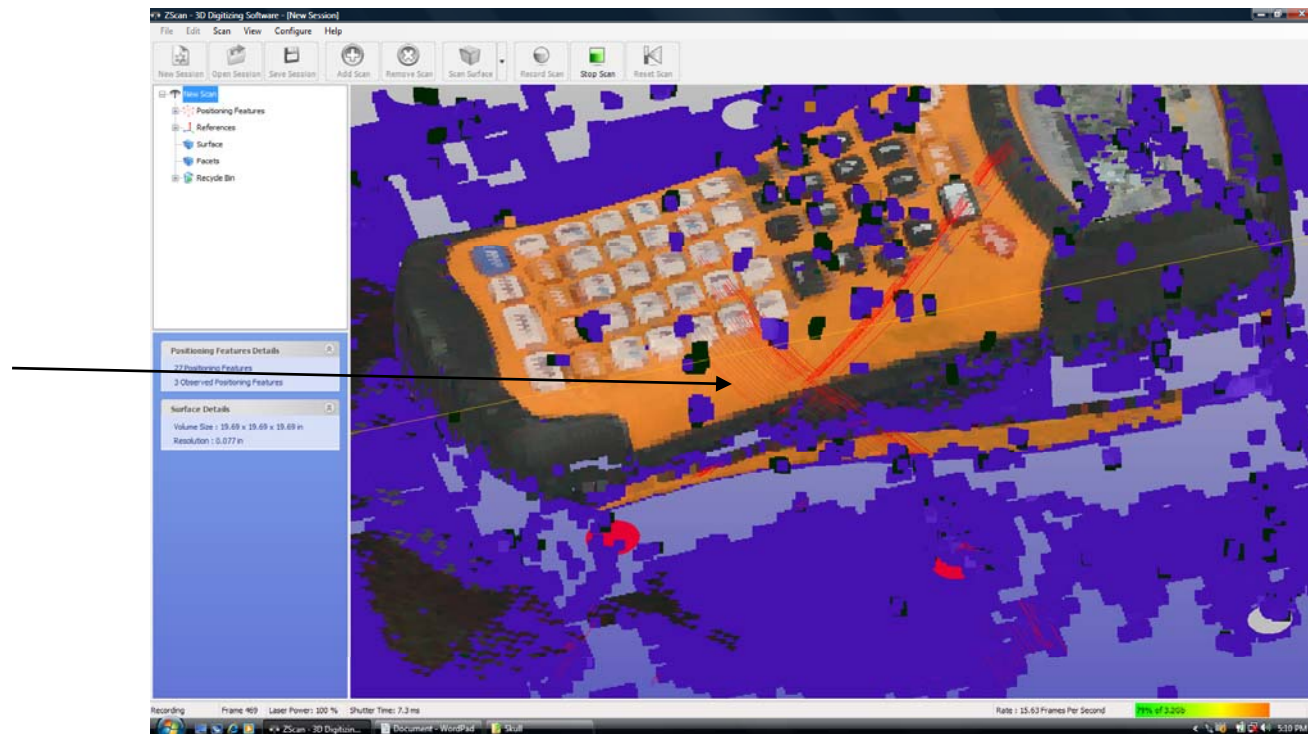 ZScan - 3D Digitizing Software - [New Session]
File Edit Scan View Configure Help
New Session Open Session Save Session Add Scan Remove Scan Scan Surface Record Scan Stop Scan Reset Scan
New Scan
Positioning Features
References
Surface
Facets
Recycle Bin
Positioning Features Details
27 Positioning Features
3 Observed Positioning Features
Surface Details
Volume Size : 19.69 x 19.69 x 19.69 in
Resolution : 0.077 in
Recording Frame 469 Laser Power: 100 % Shutter Time: 7.3 ms Rate : 15.63 Frames Per Second 79% of 3.2Gb
ZScan - 3D Digitizin... Document - WordPad Skull 5:10 PM